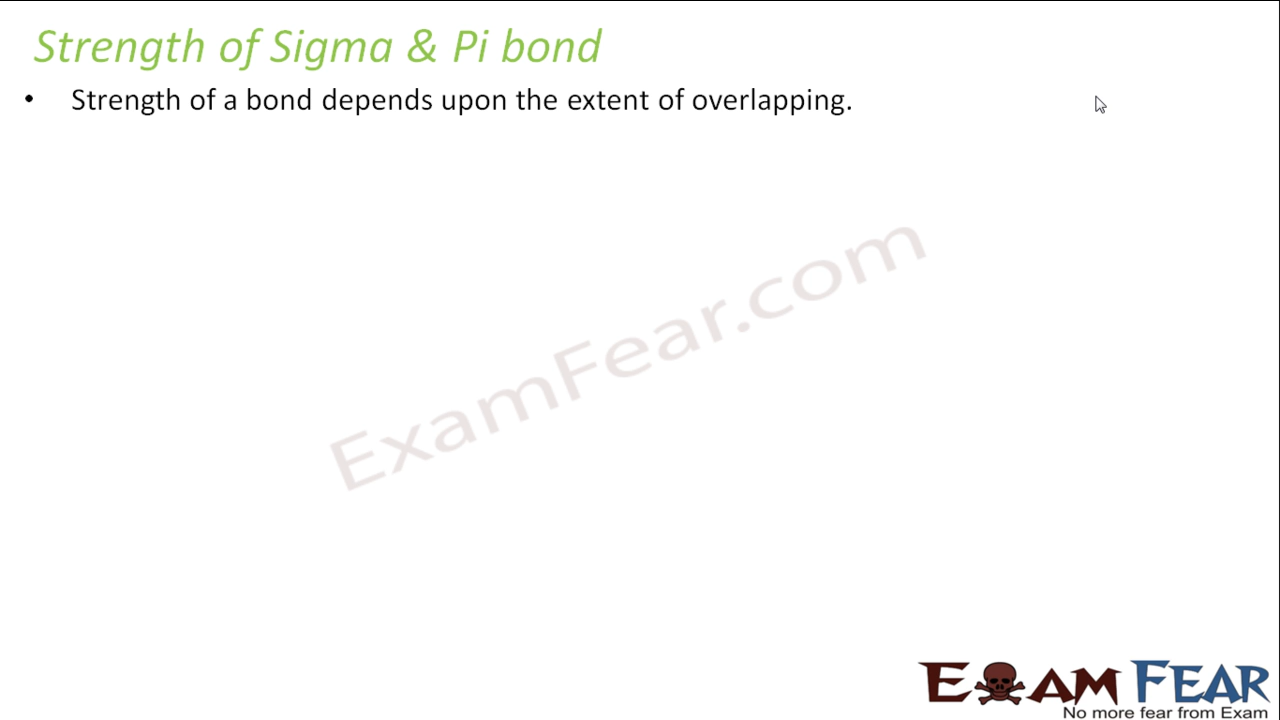 Strength of Sigma & Pi bond
• Strength of a bond depends upon the extent of overlapping.
ExamFear.com
EXAM FEAR
No more fear from Exam